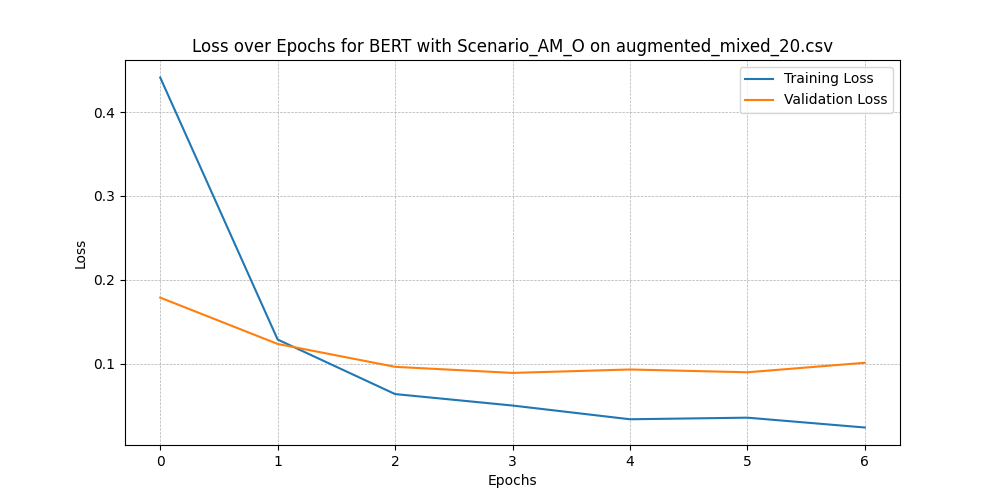 Loss over Epochs for BERT with Scenario_AM_O on augmented_mixed_20.csv
Training Loss
Validation Loss
0.4
0.3
0.2
0.1
Loss
0 1 2 3 4 5 6
Epochs